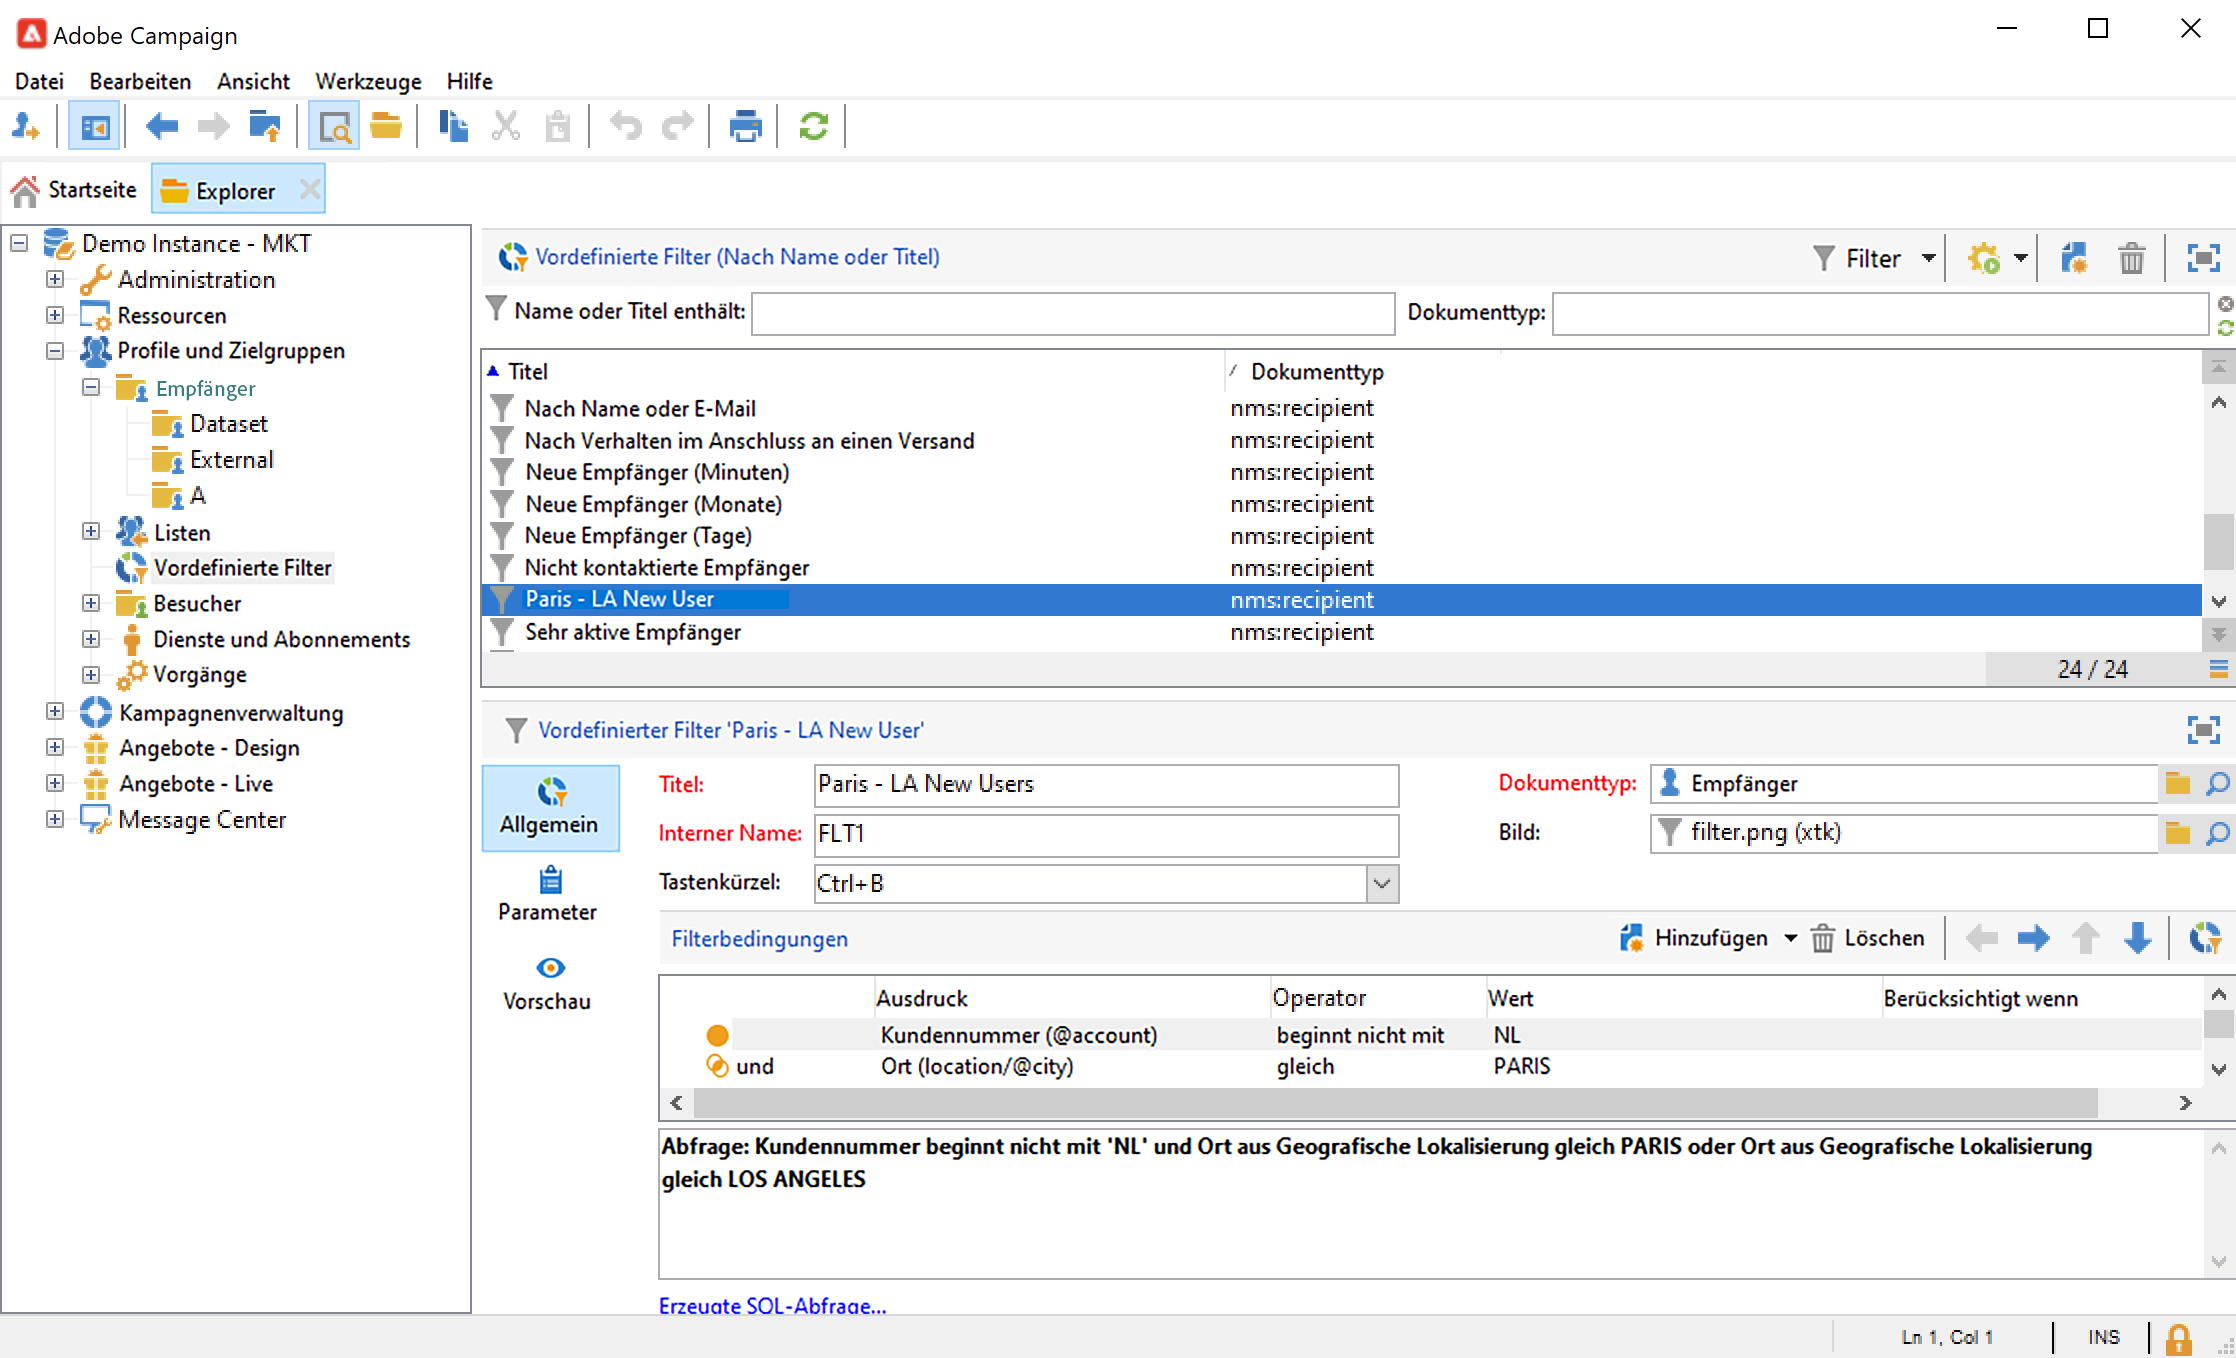 Adobe Campaign
Datei Bearbeiten Ansicht Werkzeuge Hilfe
Startseite Explorer
Demo Instance - MKT
Administration
Ressourcen
Profile und Zielgruppen
Empfänger
Dataset
External
A
Listen
Vordefinierte Filter
Besucher
Dienste und Abonnements
Vorgänge
Kampagnenverwaltung
Angebote - Design
Angebote - Live
Message Center
Vordefinierte Filter (Nach Name oder Titel) Filter
Name oder Titel enthält: Dokumenttyp:
Titel Dokumenttyp
Nach Name oder E-Mail nms:recipient
Nach Verhalten im Anschluss an einen Versand nms:recipient
Neue Empfänger (Minuten) nms:recipient
Neue Empfänger (Monate) nms:recipient
Neue Empfänger (Tage) nms:recipient
Nicht kontaktierte Empfänger nms:recipient
Paris - LA New User nms:recipient
Sehr aktive Empfänger nms:recipient
24 / 24
Vordefinierter Filter 'Paris - LA New User'
Allgemein
Parameter
Vorschau
Titel: Paris - LA New Users Dokumenttyp: Empfänger
Interner Name: FLT1 Bild: filter.png (xtk)
Tastenkürzel: Ctrl+B
Filterbedingungen Hinzufügen Löschen
Ausdruck Operator Wert Berücksichtigt wenn
Kundennummer (@account) beginnt nicht mit NL
und Ort (location/@city) gleich PARIS
Abfrage: Kundennummer beginnt nicht mit 'NL' und Ort aus Geografische Lokalisierung gleich PARIS oder Ort aus Geografische Lokalisierung
gleich LOS ANGELES
Erzeugte SQL-Abfrage...
Ln 1, Col 1 INS